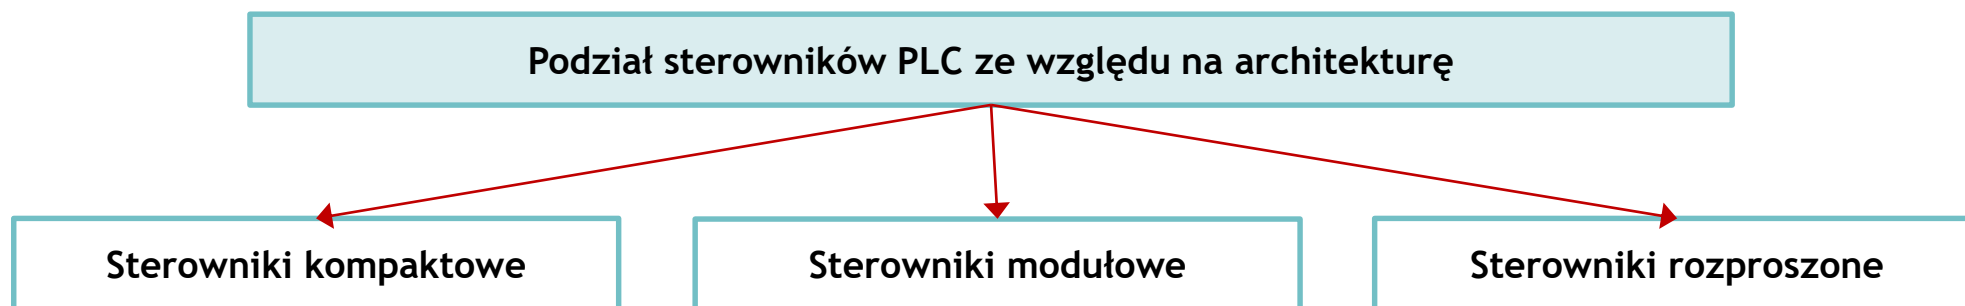 Podział sterowników PLC ze względu na architekturę
Sterowniki kompaktowe
Sterowniki modułowe
Sterowniki rozproszone